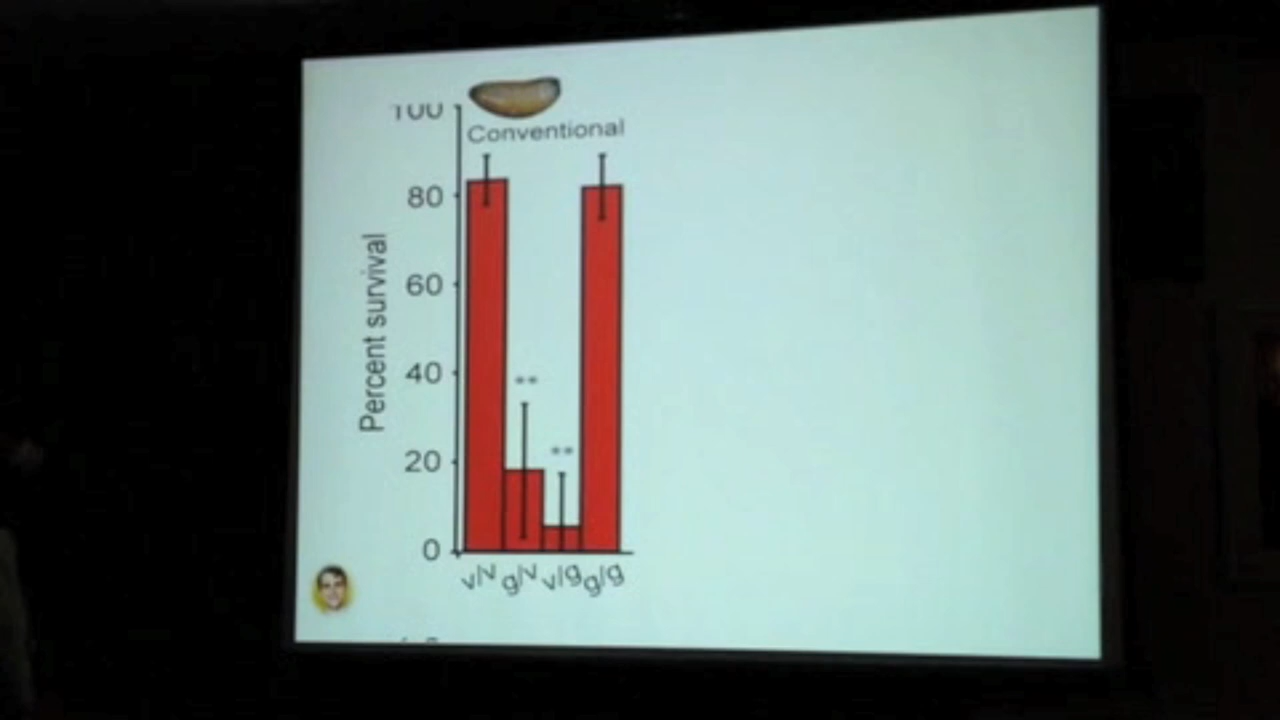 100
Conventional
80
60
40
20
0
Percent survival
**
**
v/v g/v v/g g/g